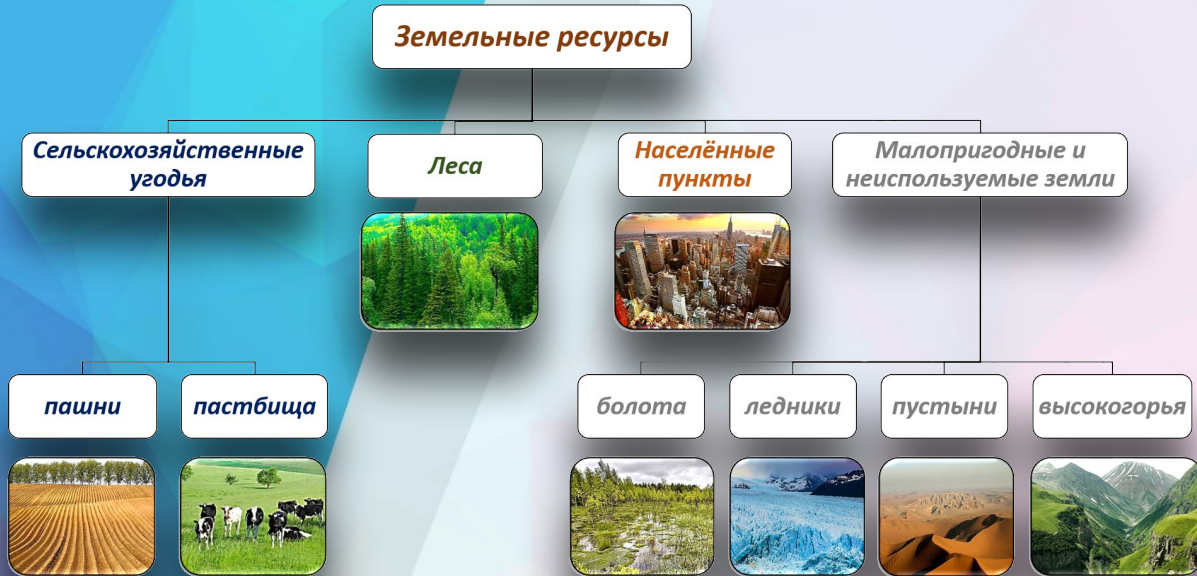 Земельные ресурсы
Сельскохозяйственные
угодья
Леса
Населённые
пункты
Малопригодные и
неиспользуемые земли
пашни
пастбища
болота
ледники
пустыни
высокогорья